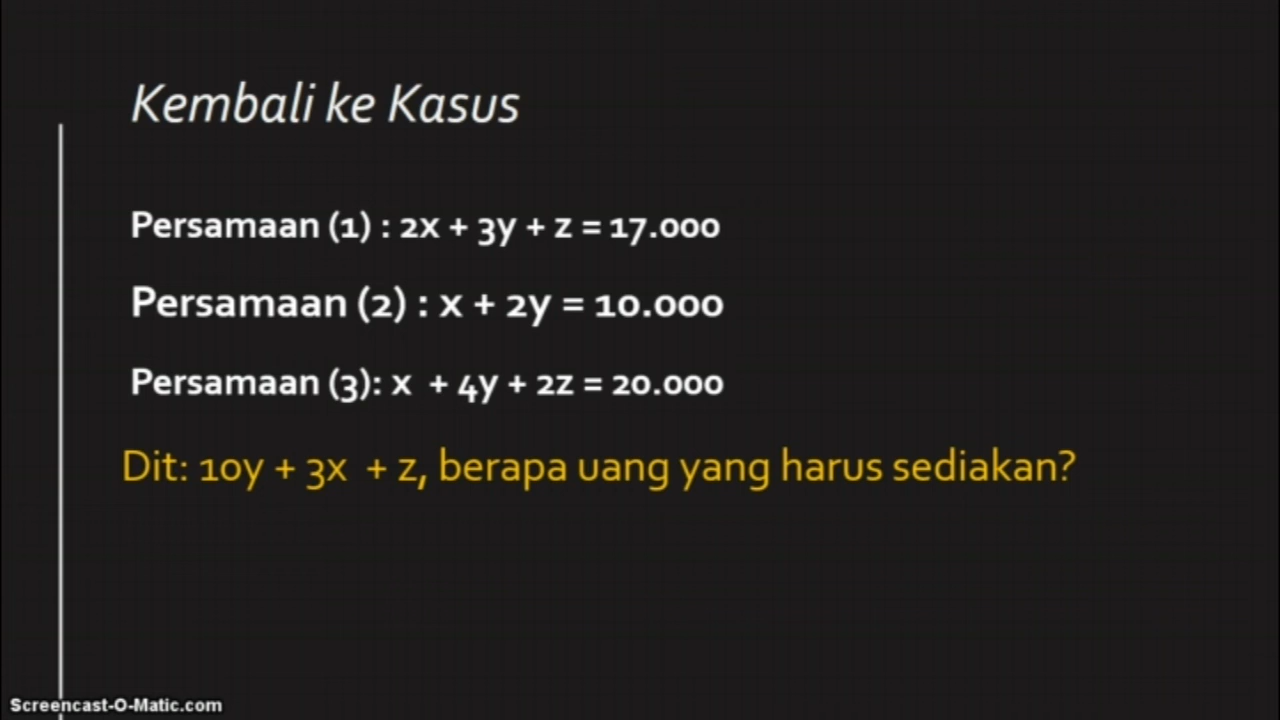 Kembali ke Kasus
Persamaan (1) : 2x + 3y + z = 17.000
Persamaan (2) : x + 2y = 10.000
Persamaan (3): x + 4y + 2z = 20.000
Dit: 10y + 3x + z, berapa uang yang harus sediakan?
Screencast-O-Matic.com